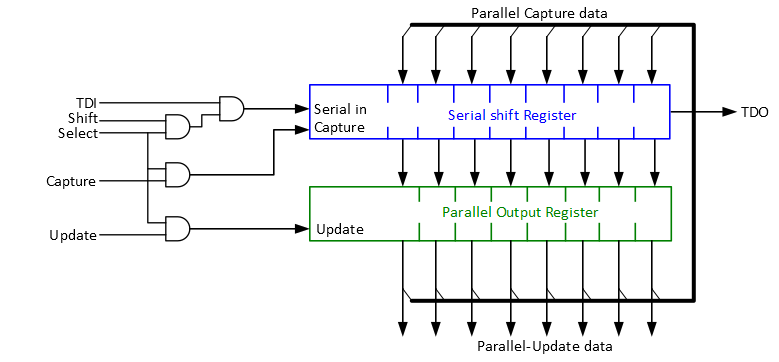 Parallel Capture data
TDI
Shift
Select
Serial in
Capture
Serial shift Register
TDO
Capture
Parallel Output Register
Update
Update
Parallel-Update data